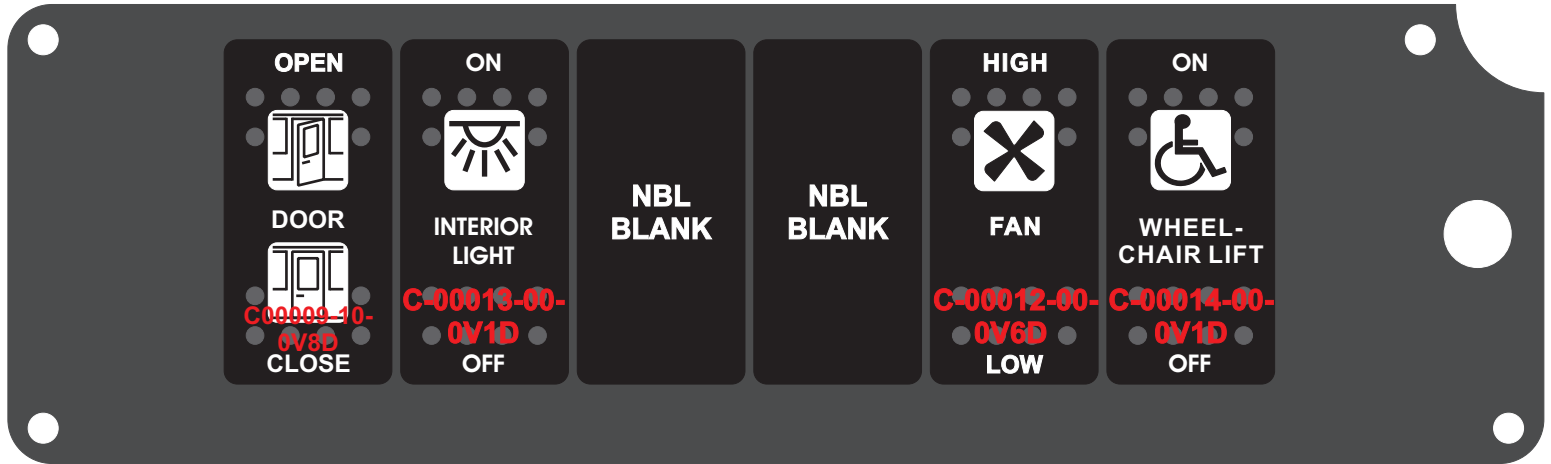 OPEN
DOOR
C00009-10-
0V8D
CLOSE
ON
INTERIOR
LIGHT
C-00013-00-
0V1D
OFF
NBL
BLANK
NBL
BLANK
HIGH
FAN
C-00012-00-
0V6D
LOW
ON
WHEEL-
CHAIR LIFT
C-00014-00-
0V1D
OFF